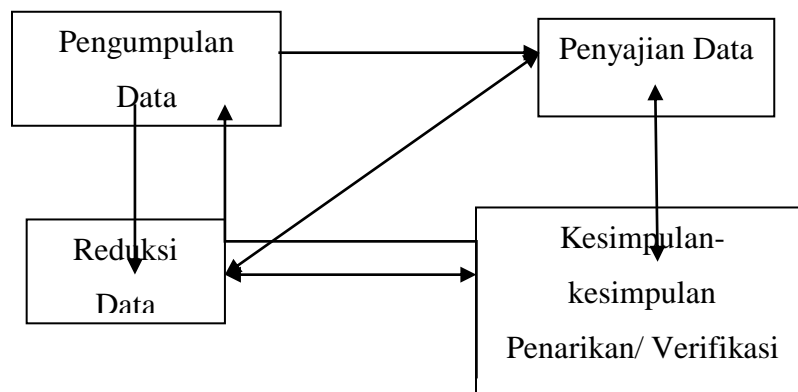 Pengumpulan
Data
Penyajian Data
Reduksi
Data
Kesimpulan-
kesimpulan
Penarikan/ Verifikasi